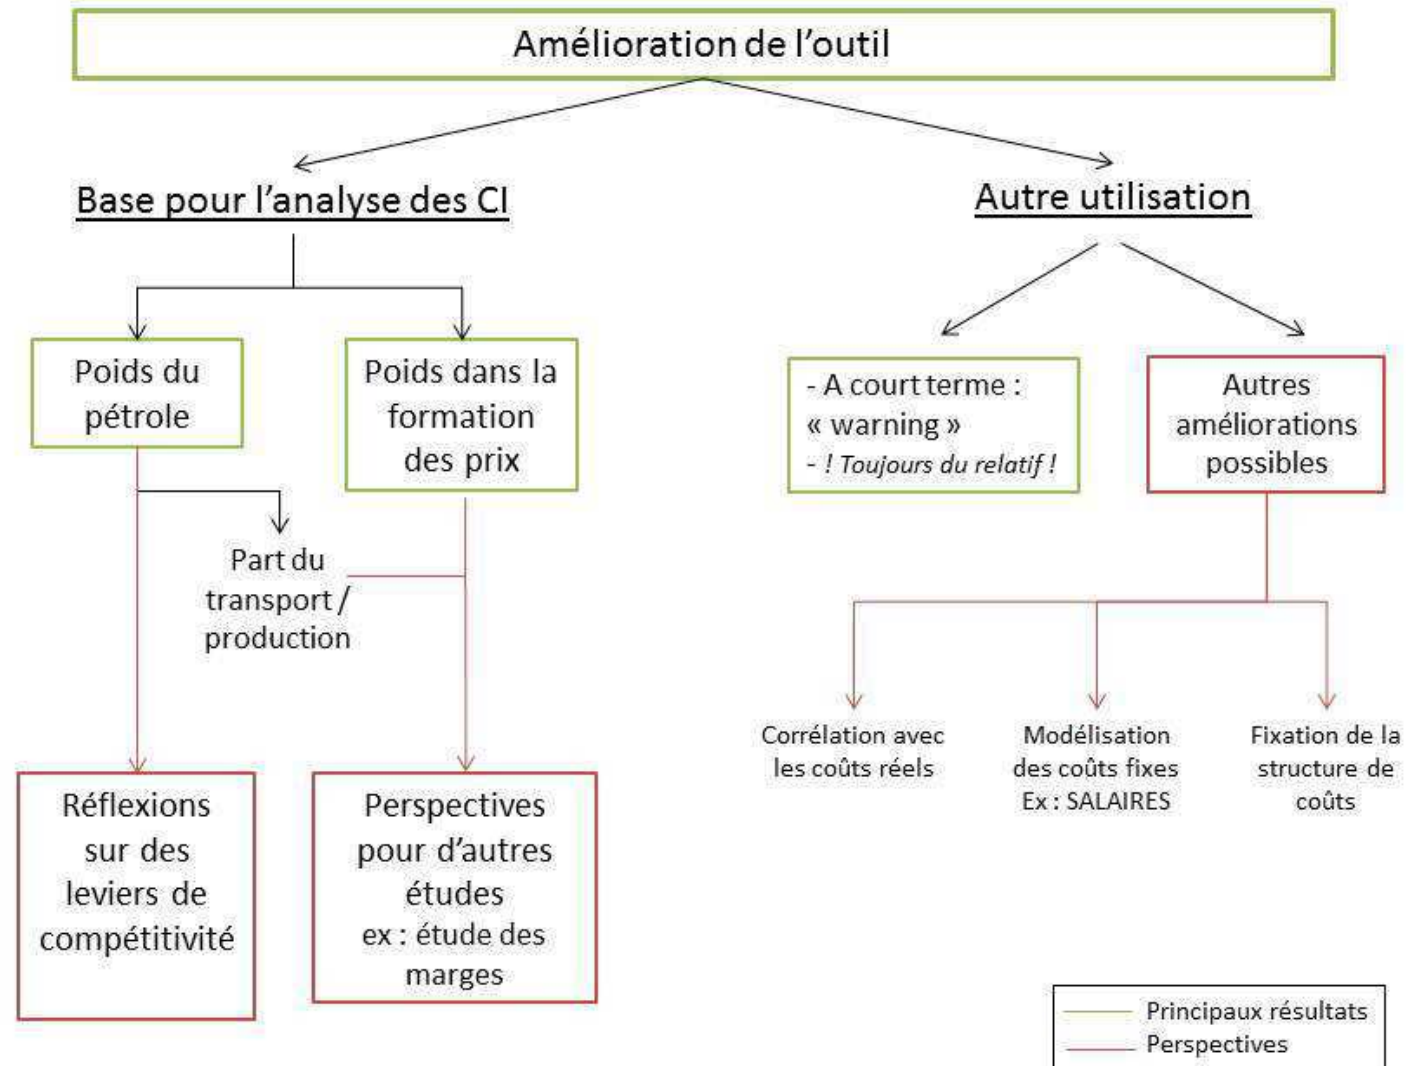 Amélioration de l'outil
Base pour l'analyse des CI
Autre utilisation
Poids du
pétrole
Poids dans la
formation
des prix
- A court terme :
« warning »
- ! Toujours du relatif !
Autres
améliorations
possibles
Part du
transport /
production
Corrélation avec
les coûts réels
Modélisation
des coûts fixes
Ex : SALAIRES
Fixation de la
structure de
coûts
Réflexions
sur des
leviers de
compétitivité
Perspectives
pour d'autres
études
ex : étude des
marges
Principaux résultats
Perspectives